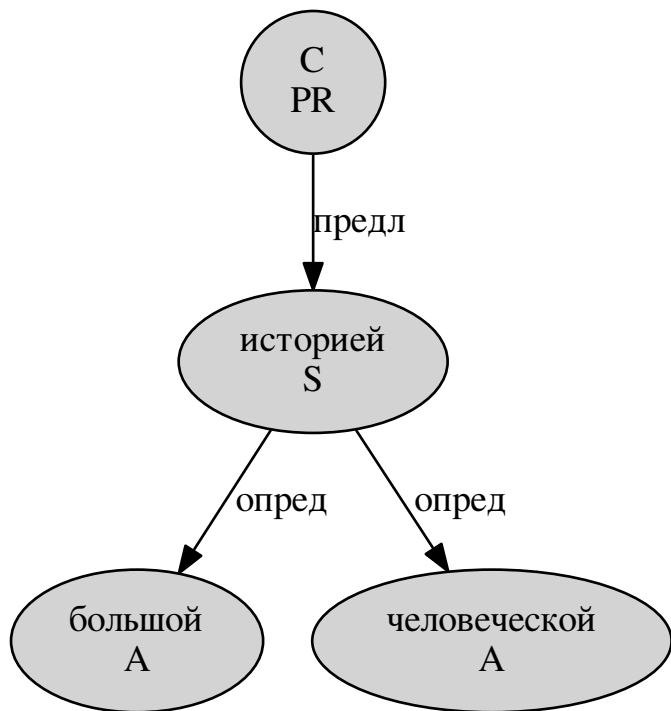 С
PR
предл
историей
S
опред
опред
большой
A
человеческой
A